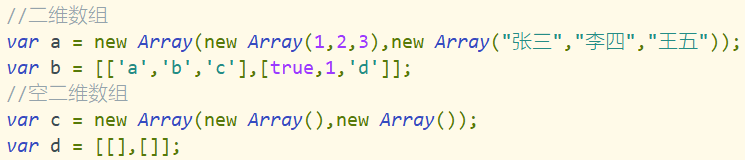 //二维数组
var a = new Array(new Array(1,2,3),new Array("张三","李四","王五"));
var b = [['a','b','c'],[true,1,'d']];
//空二维数组
var c = new Array(new Array(),new Array());
var d = [[],[]];